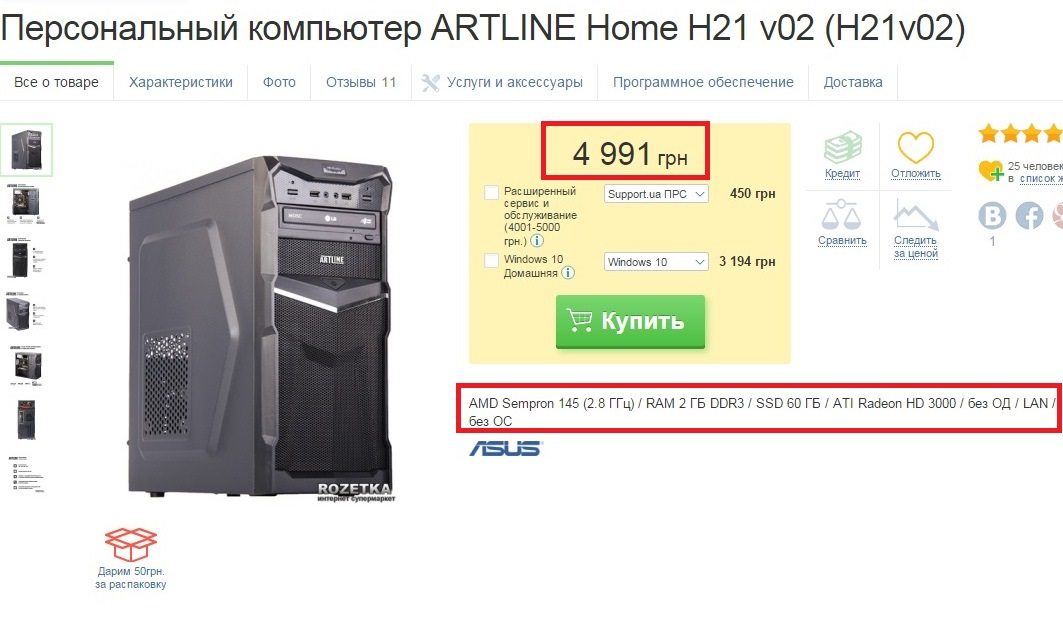 Персональный компьютер ARTLINE Home H21 v02 (H21v02)
Все о товаре
Характеристики
Фото
Отзывы 11
Услуги и аксессуары
Программное обеспечение
Доставка
4 991 грн
Расширенный
сервис и
обслуживание
(4001-5000
грн.)
Support.ua ПРС
450 грн
Windows 10
Домашняя
Windows 10
3 194 грн
Купить
Кредит
Отложить
Сравнить
Следить
за ценой
25 человек
в список ж
В
1
AMD Sempron 145 (2.8 ГГц) / RAM 2 ГБ DDR3 / SSD 60 ГБ / ATI Radeon HD 3000 / без ОД / LAN /
без ОС
ASUS
LG
ARTLINE
ROZETKA
интернет супермаркет
Дарим 50грн.
за распаковку